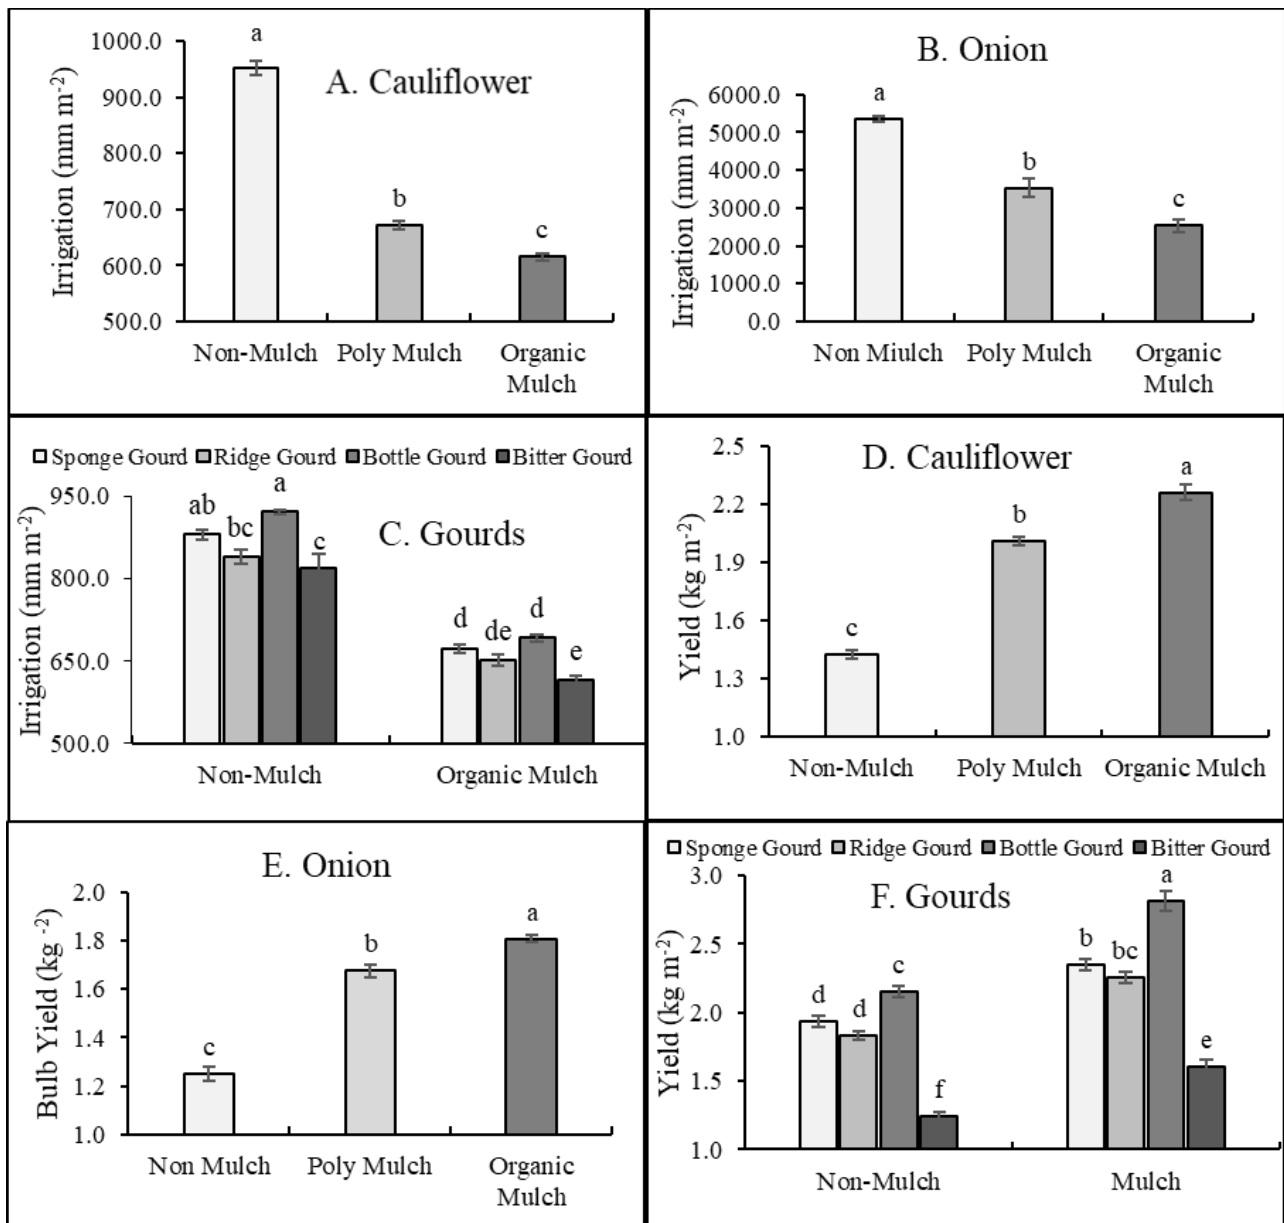 A. Cauliflower
Irrigation (mm m-2)
1000.0
900.0
800.0
700.0
600.0
500.0
a
b
c
Non-Mulch
Poly Mulch
Organic
Mulch
B. Onion
Irrigation (mm m-2)
6000.0
5000.0
4000.0
3000.0
2000.0
1000.0
0.0
a
b
c
Non Miulch
Poly Mulch
Organic
Mulch
Sponge Gourd Ridge Gourd Bottle Gourd Bitter Gourd
C. Gourds
Irrigation (mm m-2)
950.0
800.0
650.0
500.0
ab
bc
a
c
d
de
d
e
Non-Mulch
Organic Mulch
D. Cauliflower
Yield (kg m-2)
2.5
2.2
1.9
1.6
1.3
1.0
c
b
a
Non-Mulch
Poly Mulch
Organic Mulch
E. Onion
Bulb Yield (kg -2)
2.0
1.8
1.6
1.4
1.2
1.0
c
b
a
Non Mulch
Poly Mulch
Organic
Mulch
Sponge Gourd Ridge Gourd Bottle Gourd Bitter Gourd
F. Gourds
Yield (kg m-2)
3.0
2.5
2.0
1.5
1.0
d
d
c
f
b
bc
a
e
Non-Mulch
Mulch